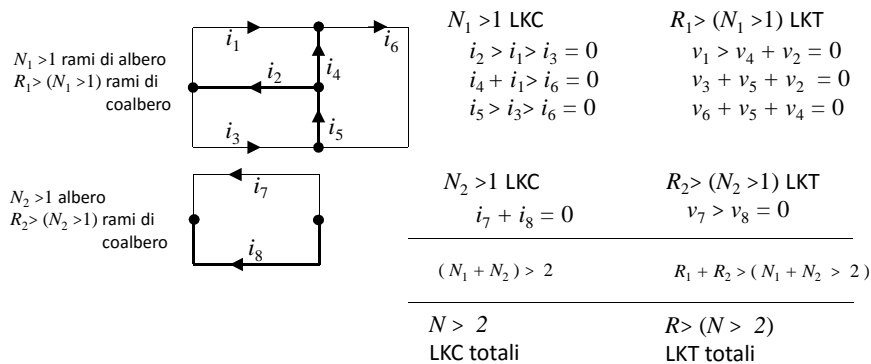 i₁
i₆
i₂
i₄
i₃
i₅
N₁ >1 rami di albero
R₁> (N₁ >1) rami di
coalbero
N₁ >1 LKC
i₂ > i₁> i₃ = 0
i₄ + i₁> i₆ = 0
i₅ > i₃> i₆ = 0
R₁> (N₁ >1) LKT
v₁ > v₄ + v₂ = 0
v₃ + v₅ + v₂ = 0
v₆ + v₅ + v₄ = 0
N₂ >1 albero
R₂> (N₂ >1) rami di
coalbero
i₇
i₈
N₂ >1 LKC
i₇ + i₈ = 0
R₂> (N₂ >1) LKT
v₇ > v₈ = 0
(N₁ + N₂) > 2
R₁ + R₂ > (N₁ + N₂ > 2)
N > 2
LKC totali
R> (N > 2)
LKT totali